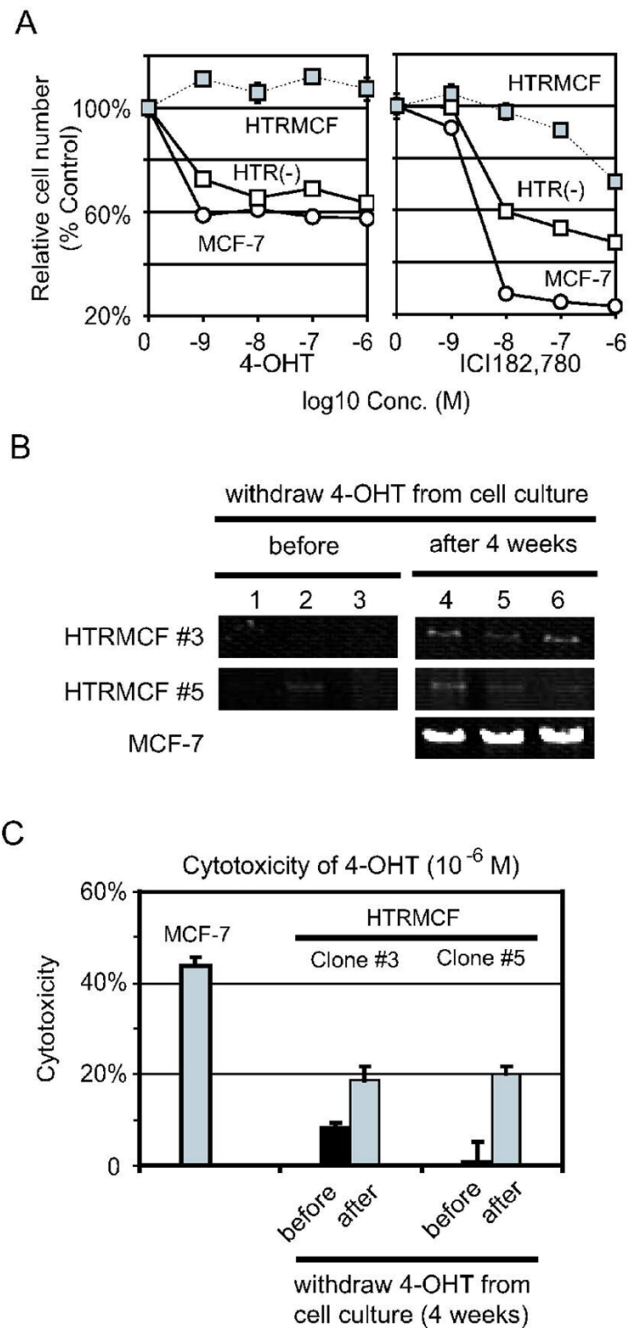 A
Relative cell number
(% Control)
100%
60%
20%
HTRMCF
HTR(-)
MCF-7
0 -9 -8 -7 -6
4-OHT
HTRMCF
HTR(-)
MCF-7
0 -9 -8 -7 -6
ICI182,780
log10 Conc. (M)
B
withdraw 4-OHT from cell culture
before after 4 weeks
1 2 3 4 5 6
HTRMCF #3
HTRMCF #5
MCF-7
C
Cytotoxicity of 4-OHT (10⁻⁶ M)
Cytotoxicity
60%
40%
20%
0
MCF-7
HTRMCF
Clone #3 Clone #5
before after before after
withdraw 4-OHT from
cell culture (4 weeks)